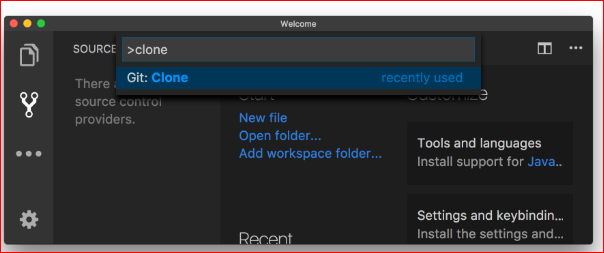 Welcome
SOURCE
>clone
Git: Clone recently used
There a
source control
providers.
Start
New file
Open folder...
Add workspace folder...
Recent
Customize
Tools and languages
Install support for Java..
Settings and keybindin...
Install the settings and...